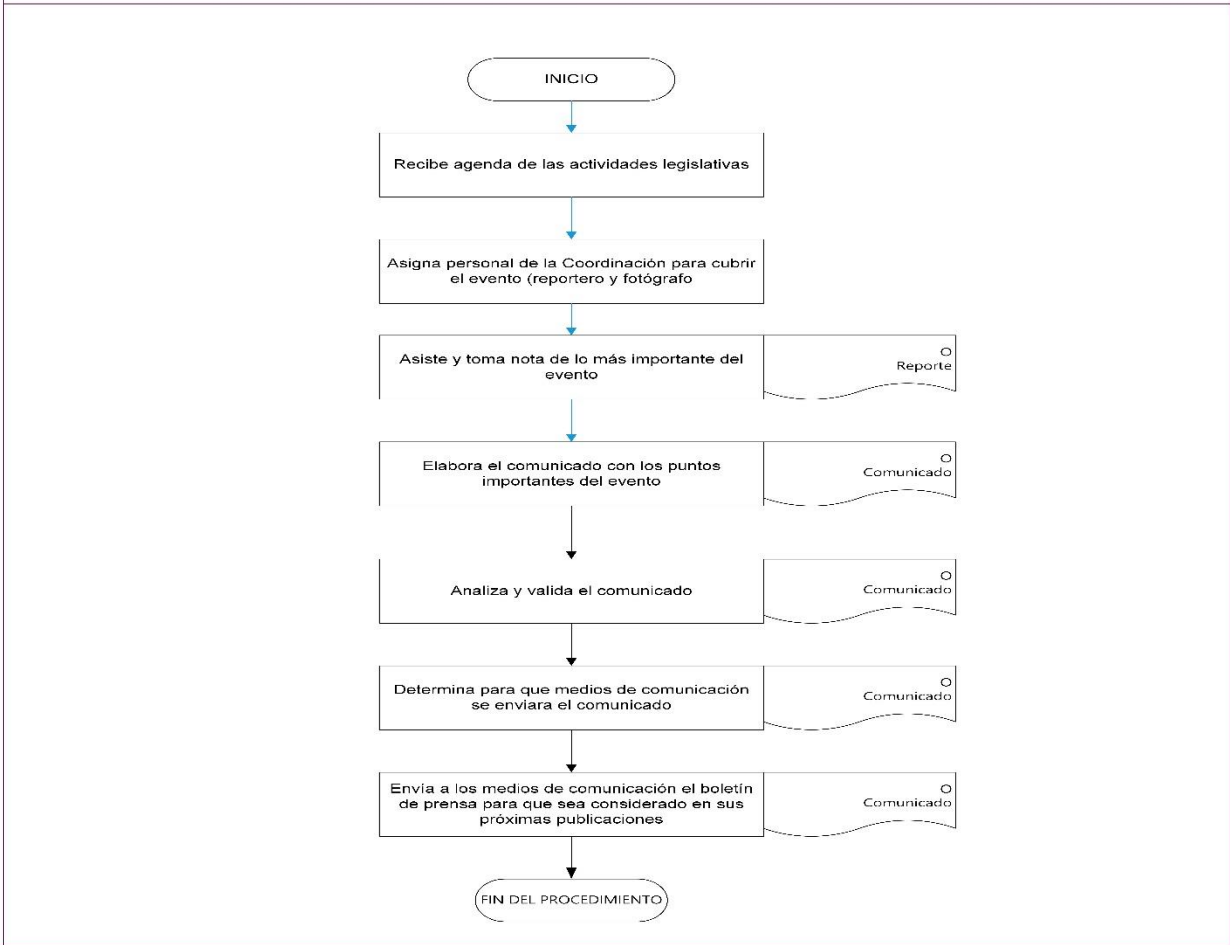 INICIO
Recibe agenda de las actividades legislativas
Asigna personal de la Coordinación para cubrir
el evento (reportero y fotógrafo
Asiste y toma nota de lo más importante del
evento
O
Reporte
Elabora el comunicado con los puntos
importantes del evento
O
Comunicado
Analiza y valida el comunicado
O
Comunicado
Determina para que medios de comunicación
se enviara el comunicado
O
Comunicado
Envía a los medios de comunicación el boletín
de prensa para que sea considerado en sus
próximas publicaciones
O
Comunicado
FIN DEL PROCEDIMIENTO